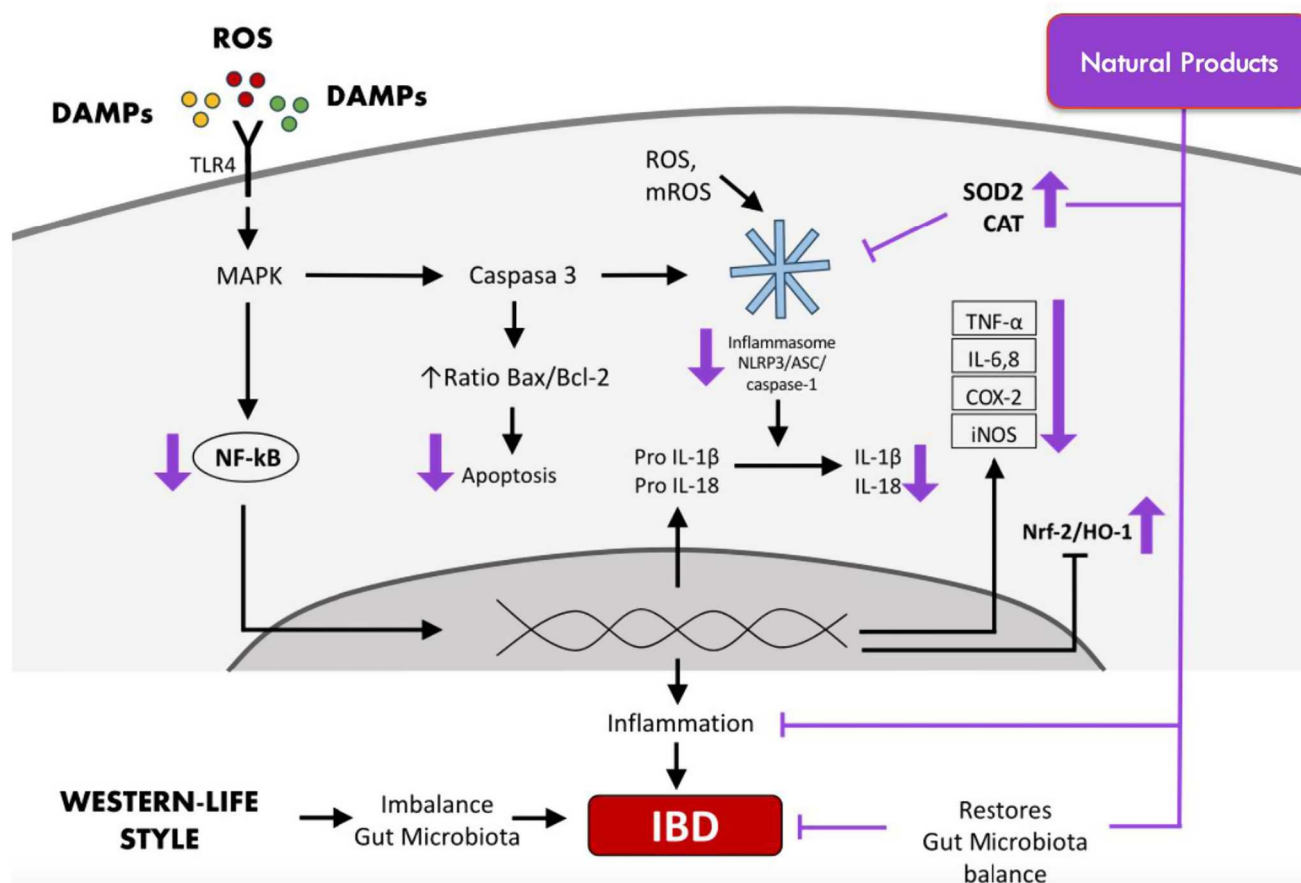 ROS
Natural Products
DAMPs
DAMPs
TLR4
ROS,
mROS
SOD2
CAT
MAPK
Caspasa 3
TNF-α
IL-6,8
COX-2
iNOS
Inflammasome
NLRP3/ASC/
caspase-1
↑Ratio Bax/Bcl-2
NF-kB
Apoptosis
Pro IL-1β
Pro IL-18
IL-1β
IL-18
Nrf-2/HO-1
Inflammation
WESTERN-LIFE
STYLE
Imbalance
Gut Microbiota
IBD
Restores
Gut Microbiota
balance